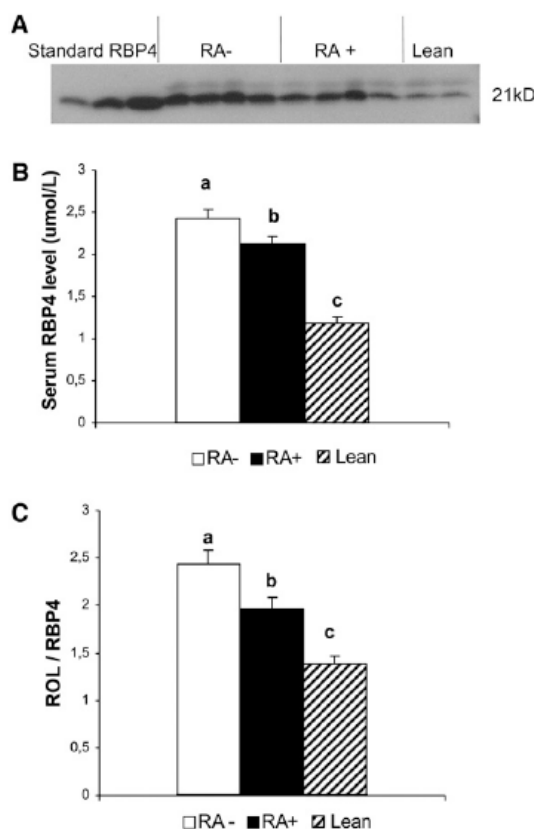 A
Standard RBP4 RA- RA + Lean
21kD
B
Serum RBP4 level (umol/L)
3
2,5
2
1,5
1
0,5
0
a
b
c
RA- RA+ Lean
C
ROL / RBP4
3
2,5
2
1,5
1
0,5
0
a
b
c
RA - RA+ Lean